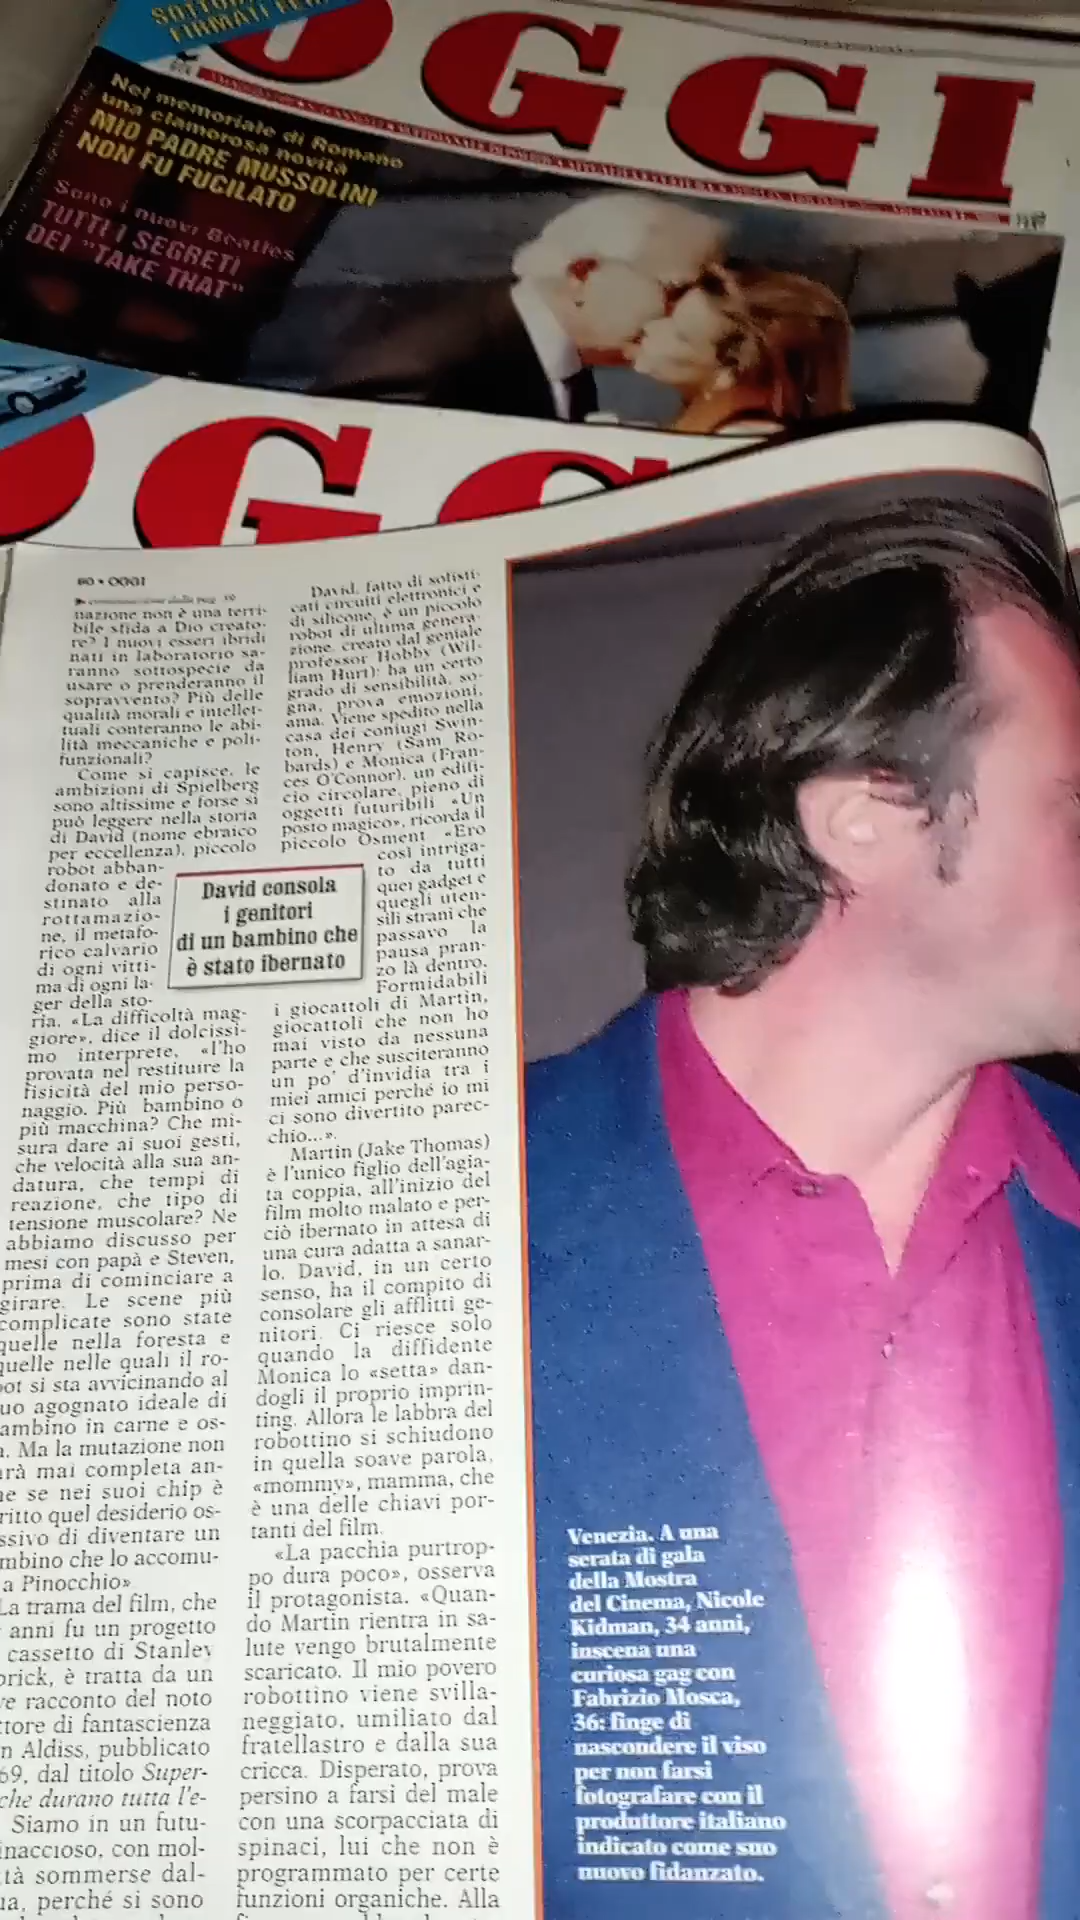 OGGI
Nel memoriale di Romano
una clamorosa novità
MIO PADRE MUSSOLINI
NON FU FUCILATO
Sono i nuovi Beatles
TUTTI I SEGRETI
DEI "TAKE THAT"
OGG
80 • OGGI
nazione non è una terri-
bile sfida a Dio creato-
re? I nuovi esseri ibridi
nati in laboratorio sa-
ranno sottospecie da
usare o prenderanno il
sopravvento? Più delle
qualità morali e intellet-
tuali conteranno le abi-
lità meccaniche e poli-
funzionali?
Come si capisce, le
ambizioni di Spielberg
sono altissime e forse si
può leggere nella storia
di David (nome ebraico
per eccellenza), piccolo
robot abban-
donato e de-
stinato alla
rottamazio-
ne, il metafo-
rico calvario
di ogni vitti-
ma di ogni la-
ger della sto-
ria. «La difficoltà mag-
giore», dice il dolcissi-
mo interprete, «l'ho
provata nel restituire la
fisicità del mio perso-
naggio. Più bambino o
più macchina? Che mi-
sura dare ai suoi gesti,
che velocità alla sua an-
datura, che tempi di
reazione, che tipo di
tensione muscolare? Ne
abbiamo discusso per
mesi con papà e Steven,
prima di cominciare a
girare. Le scene più
complicate sono state
quelle nella foresta e
quelle nelle quali il ro-
bot si sta avvicinando al
uo agognato ideale di
ambino in carne e os-
a. Ma la mutazione non
arà mai completa an-
he se nei suoi chip è
ritto quel desiderio os-
ssivo di diventare un
mbino che lo accomu-
a Pinocchio»
La trama del film, che
anni fu un progetto
cassetto di Stanley
brick, è tratta da un
ve racconto del noto
ttore di fantascienza
n Aldiss, pubblicato
69, dal titolo Super-
che durano tutta l'e-
Siamo in un futu-
inaccioso, con mol-
tà sommerse dal-
ua, perché si sono
David, fatto di sofisti-
cati circuiti elettronici e
di silicone, è un piccolo
robot di ultima genera-
zione, creato dal geniale
professor Hobby (Wil-
liam Hurt): ha un certo
grado di sensibilità, so-
gna, prova emozioni,
ama. Viene spedito nella
casa dei coniugi Swin-
ton, Henry (Sam Ro-
bards) e Monica (Fran-
ces O'Connor), un edifi-
cio circolare, pieno di
oggetti futuribili «Un
posto magico», ricorda il
piccolo Osment «Ero
così intriga-
to da tutti
quei gadget e
quegli uten-
sili strani che
passavo la
pausa pran-
zo là dentro.
Formidabili
i giocattoli di Martin,
giocattoli che non ho
mai visto da nessuna
parte e che susciteranno
un po' d'invidia tra i
miei amici perché io mi
ci sono divertito parec-
chio...».
Martin (Jake Thomas)
è l'unico figlio dell'agia-
ta coppia, all'inizio del
film molto malato e per-
ciò ibernato in attesa di
una cura adatta a sanar-
lo. David, in un certo
senso, ha il compito di
consolare gli afflitti ge-
nitori. Ci riesce solo
quando la diffidente
Monica lo «setta» dan-
dogli il proprio imprin-
ting. Allora le labbra del
robottino si schiudono
in quella soave parola,
«mommy», mamma, che
è una delle chiavi por-
tanti del film.
«La pacchia purtrop-
po dura poco», osserva
il protagonista. «Quan-
do Martin rientra in sa-
lute vengo brutalmente
scaricato. Il mio povero
robottino viene svilla-
neggiato, umiliato dal
fratellastro e dalla sua
cricca. Disperato, prova
persino a farsi del male
con una scorpacciata di
spinaci, lui che non è
programmato per certe
funzioni organiche. Alla
David consola
i genitori
di un bambino che
è stato ibernato
Venezia. A una
serata di gala
della Mostra
del Cinema, Nicole
Kidman, 34 anni,
inscena una
curiosa gag con
Fabrizio Mosca,
36: finge di
nascondere il viso
per non farsi
fotografare con il
produttore italiano
indicato come suo
nuovo fidanzato.